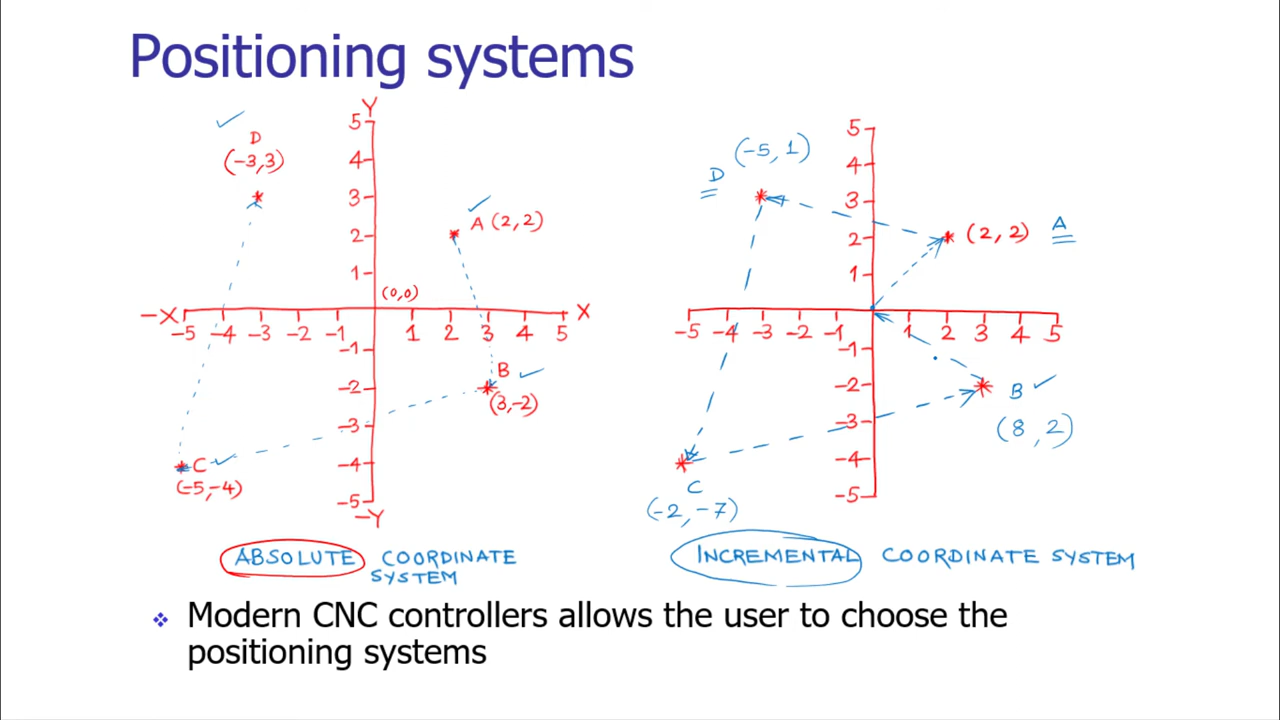 Positioning systems
Y
5
4
3
2
1
D
(-3,3)
A (2,2)
(0,0)
-X
-5 -4 -3 -2 -1 1 2 3 4 5
X
-1
-2
-3
-4
-5
-Y
B
(3,-2)
C
(-5,-4)
ABSOLUTE COORDINATE
SYSTEM
5
4
3
2
1
(-5, 1)
D
(2, 2) A
-5 -4 -3 -2 -1 1 2 3 4 5
-1
-2
-3
-4
-5
B
(8, 2)
C
(-2, -7)
INCREMENTAL COORDINATE SYSTEM
Modern CNC controllers allows the user to choose the
positioning systems